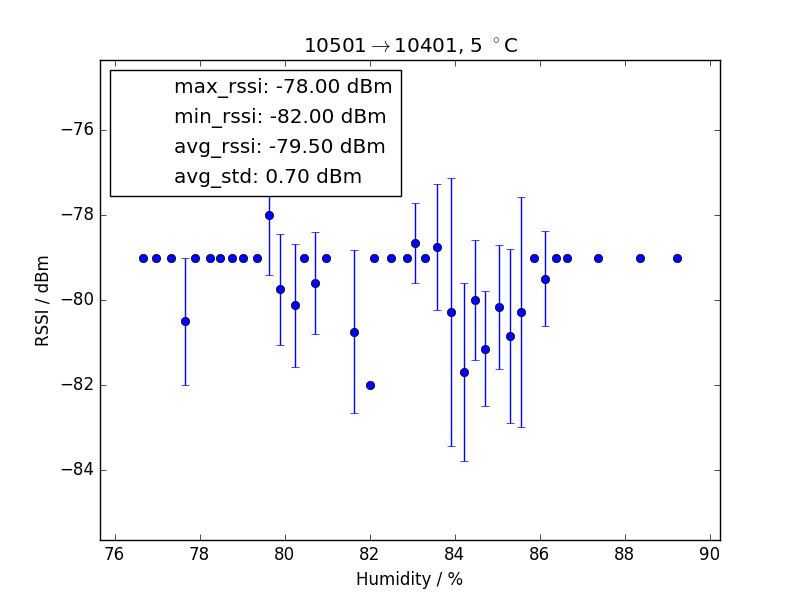 10501→10401, 5 °C
max_rssi: -78.00 dBm
min_rssi: -82.00 dBm
avg_rssi: -79.50 dBm
avg_std: 0.70 dBm
RSSI / dBm
−76
−78
−80
−82
−84
76 78 80 82 84 86 88 90
Humidity / %